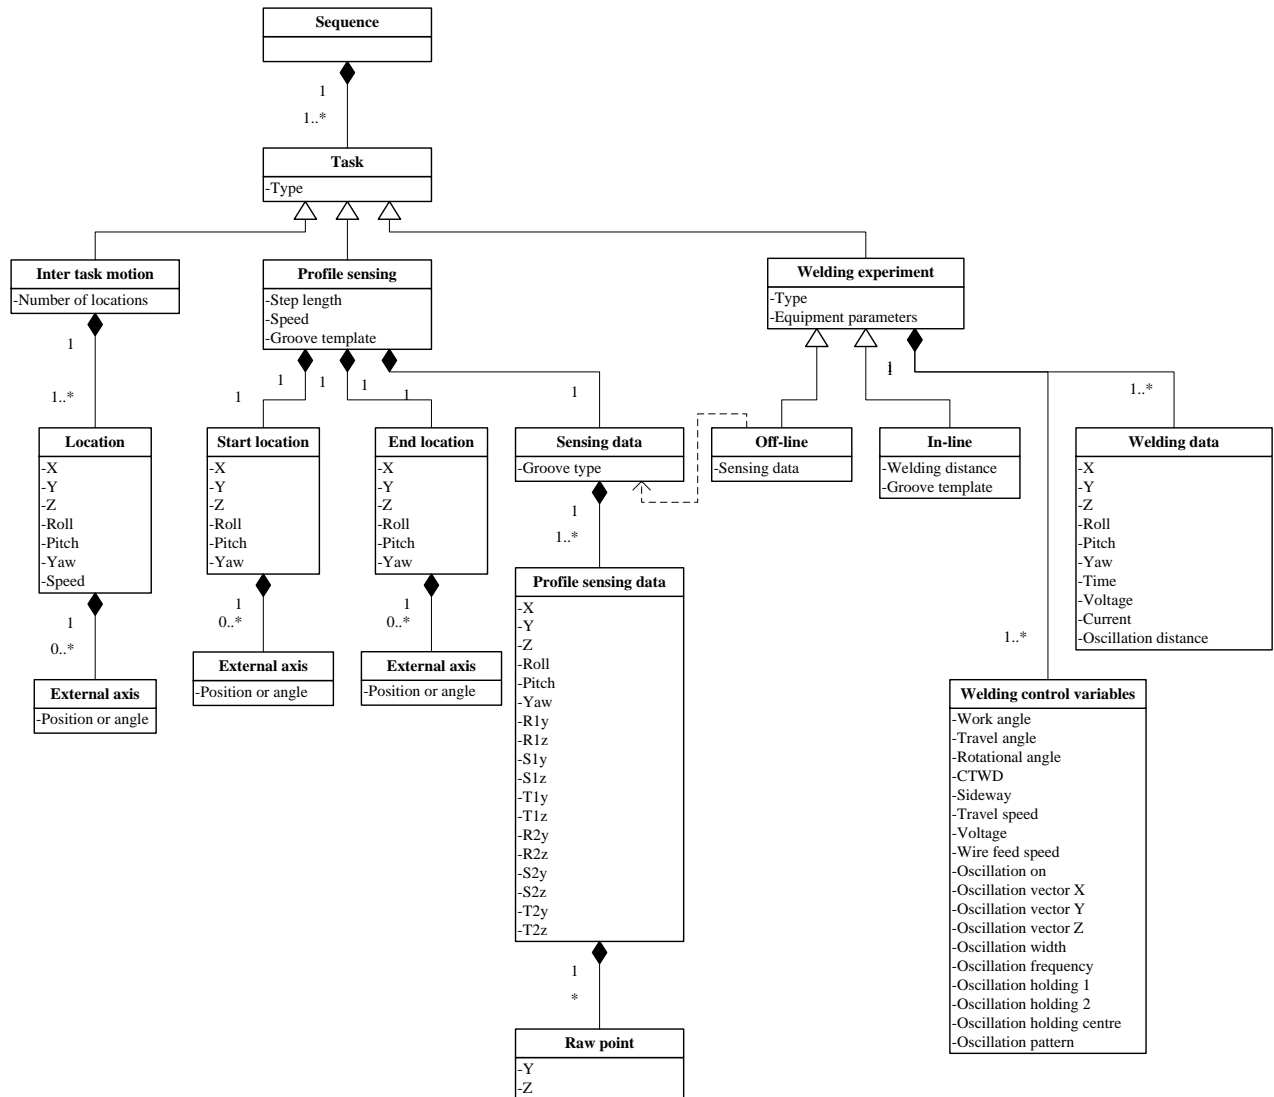 Sequence
1
1..*
Task
-Type
Inter task motion
-Number of locations
Profile sensing
-Step length
-Speed
-Groove template
Welding experiment
-Type
-Equipment parameters
1
1..*
1
1
1
1
1
1
1
1
1
1..*
1..*
Location
-X
-Y
-Z
-Roll
-Pitch
-Yaw
-Speed
Start location
-X
-Y
-Z
-Roll
-Pitch
-Yaw
End location
-X
-Y
-Z
-Roll
-Pitch
-Yaw
Sensing data
-Groove type
Off-line
-Sensing data
In-line
-Welding distance
-Groove template
Welding data
-X
-Y
-Z
-Roll
-Pitch
-Yaw
-Time
-Voltage
-Current
-Oscillation distance
1
0..*
1
0..*
1
0..*
1
1..*
External axis
-Position or angle
External axis
-Position or angle
External axis
-Position or angle
Profile sensing data
-X
-Y
-Z
-Roll
-Pitch
-Yaw
-R1y
-R1z
-S1y
-S1z
-T1y
-T1z
-R2y
-R2z
-S2y
-S2z
-T2y
-T2z
Welding control variables
-Work angle
-Travel angle
-Rotational angle
-CTWD
-Sideway
-Travel speed
-Voltage
-Wire feed speed
-Oscillation on
-Oscillation vector X
-Oscillation vector Y
-Oscillation vector Z
-Oscillation width
-Oscillation frequency
-Oscillation holding 1
-Oscillation holding 2
-Oscillation holding centre
-Oscillation pattern
1
*
Raw point
-Y
-Z